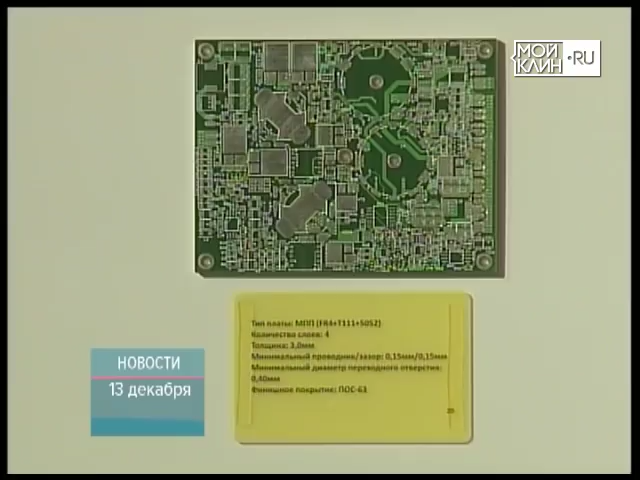 МОЙ
КЛИН .RU
Тип платы: МПП (FR4+T111+5052)
Количество слоев: 4
Толщина: 3,0мм
Минимальный проводник/зазор: 0,15мм/0,15мм
Минимальный диаметр переходного отверстия:
0,40мм
Финишное покрытие: ПОС-63
НОВОСТИ
13 декабря